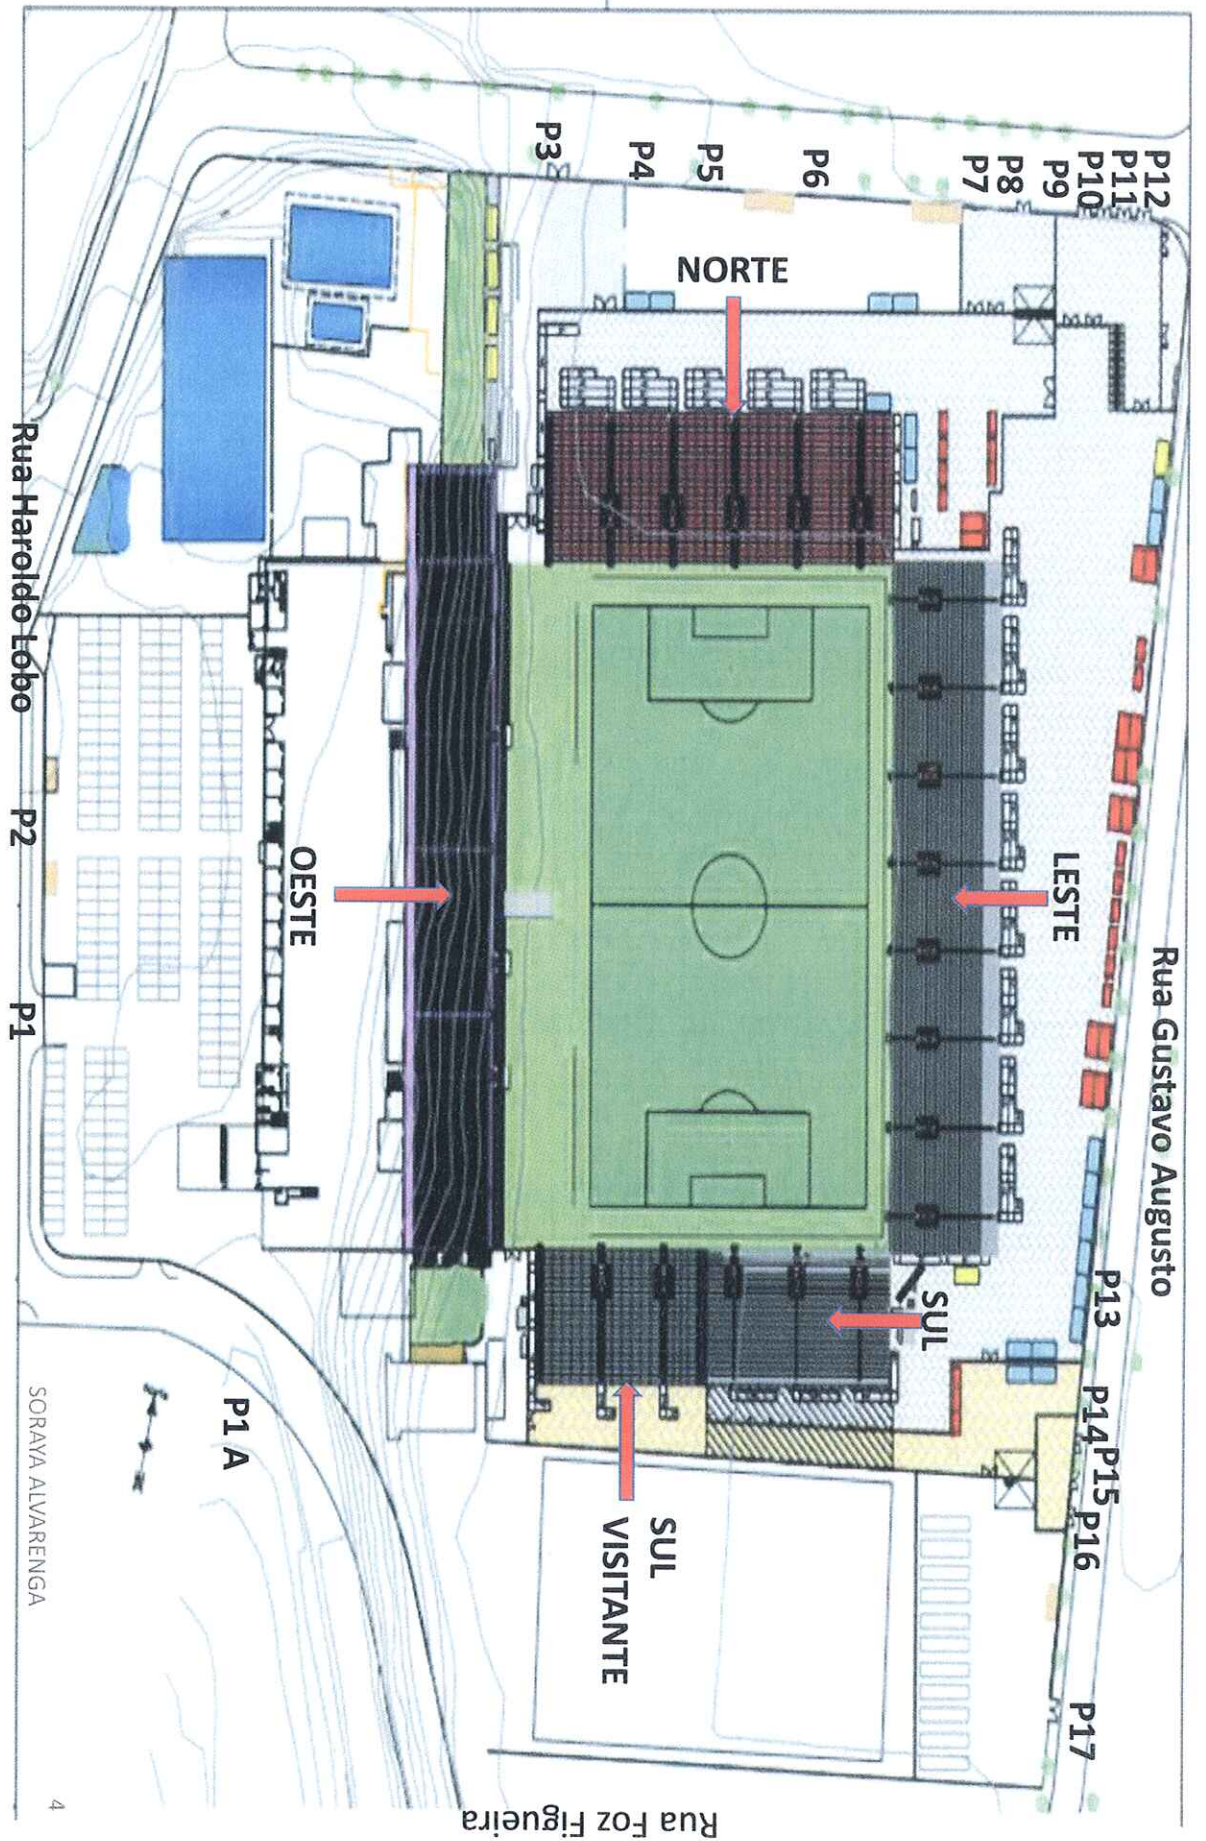 P3
P4
P5
P6
P7
P8
P9
P10
P11
P12
NORTE
Rua Haroldo Lobo
P2
P1
OESTE
LESTE
Rua Gustavo Augusto
P13
SUL
P14
P15
P16
P1 A
SUL
VISITANTE
P17
SORAYA ALVARENGA
4
Rua Foz Figueira